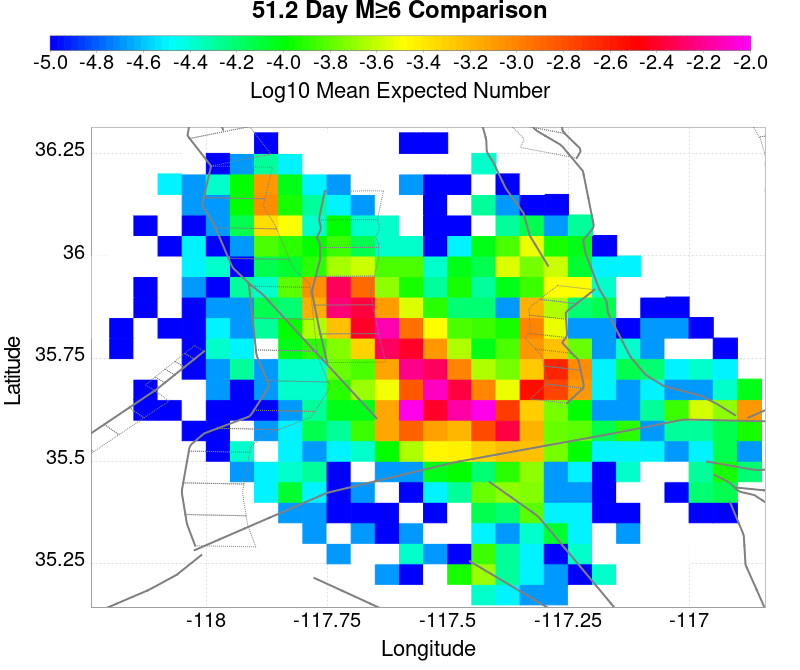 51.2 Day M≥6 Comparison
-5.0 -4.8 -4.6 -4.4 -4.2 -4.0 -3.8 -3.6 -3.4 -3.2 -3.0 -2.8 -2.6 -2.4 -2.2 -2.0
Log10 Mean Expected Number
36.25
36
35.75
35.5
35.25
Latitude
-118 -117.75 -117.5 -117.25 -117
Longitude